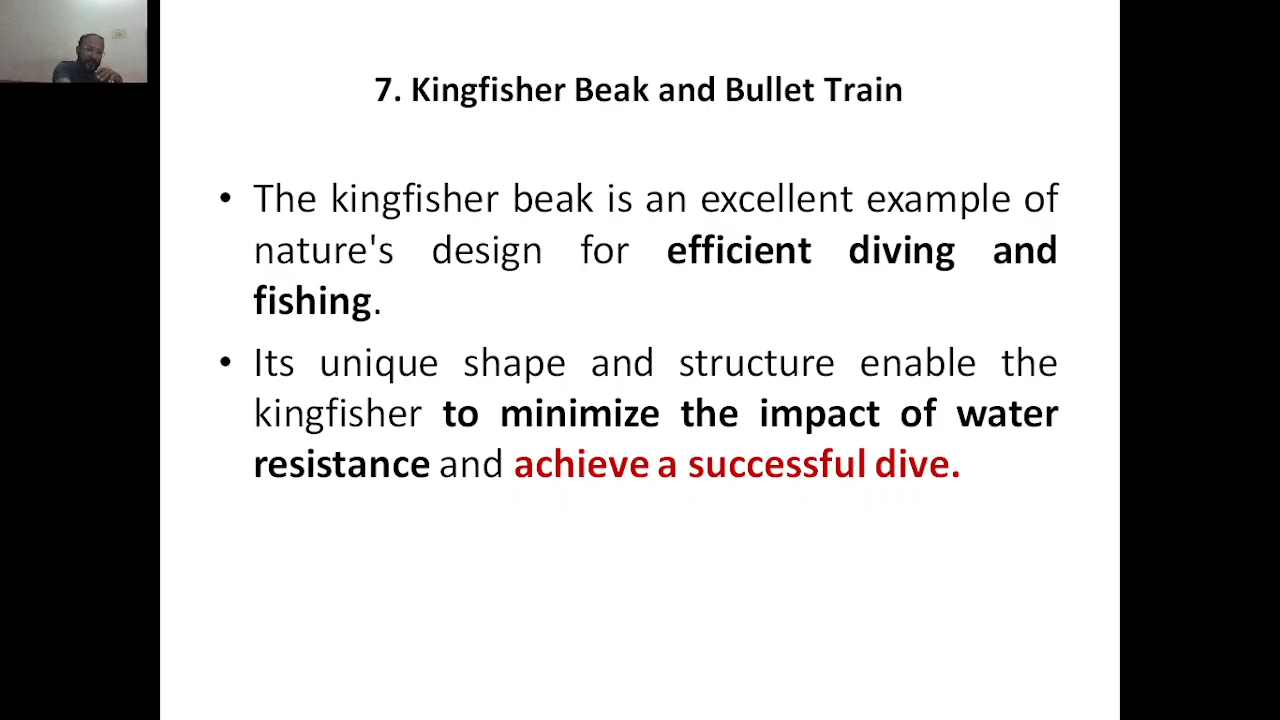 7. Kingfisher Beak and Bullet Train
• The kingfisher beak is an excellent example of
nature's design for efficient diving and
fishing.
• Its unique shape and structure enable the
kingfisher to minimize the impact of water
resistance and achieve a successful dive.